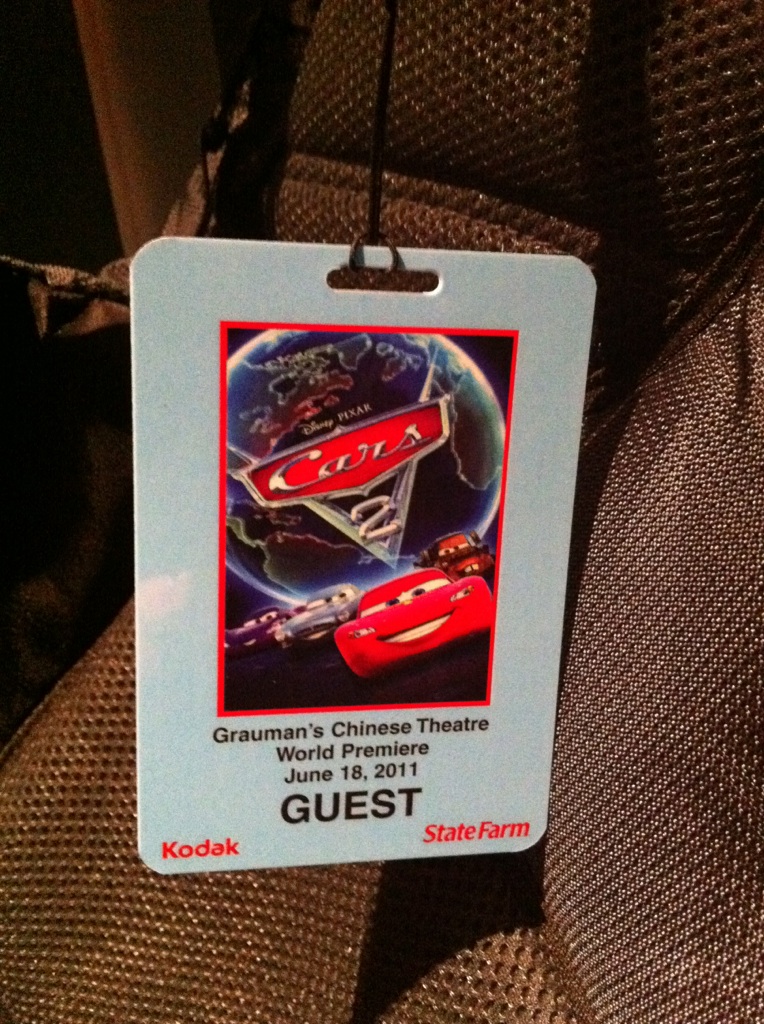 Disney PIXAR
Cars
2
Grauman's Chinese Theatre
World Premiere
June 18, 2011
GUEST
Kodak
State Farm